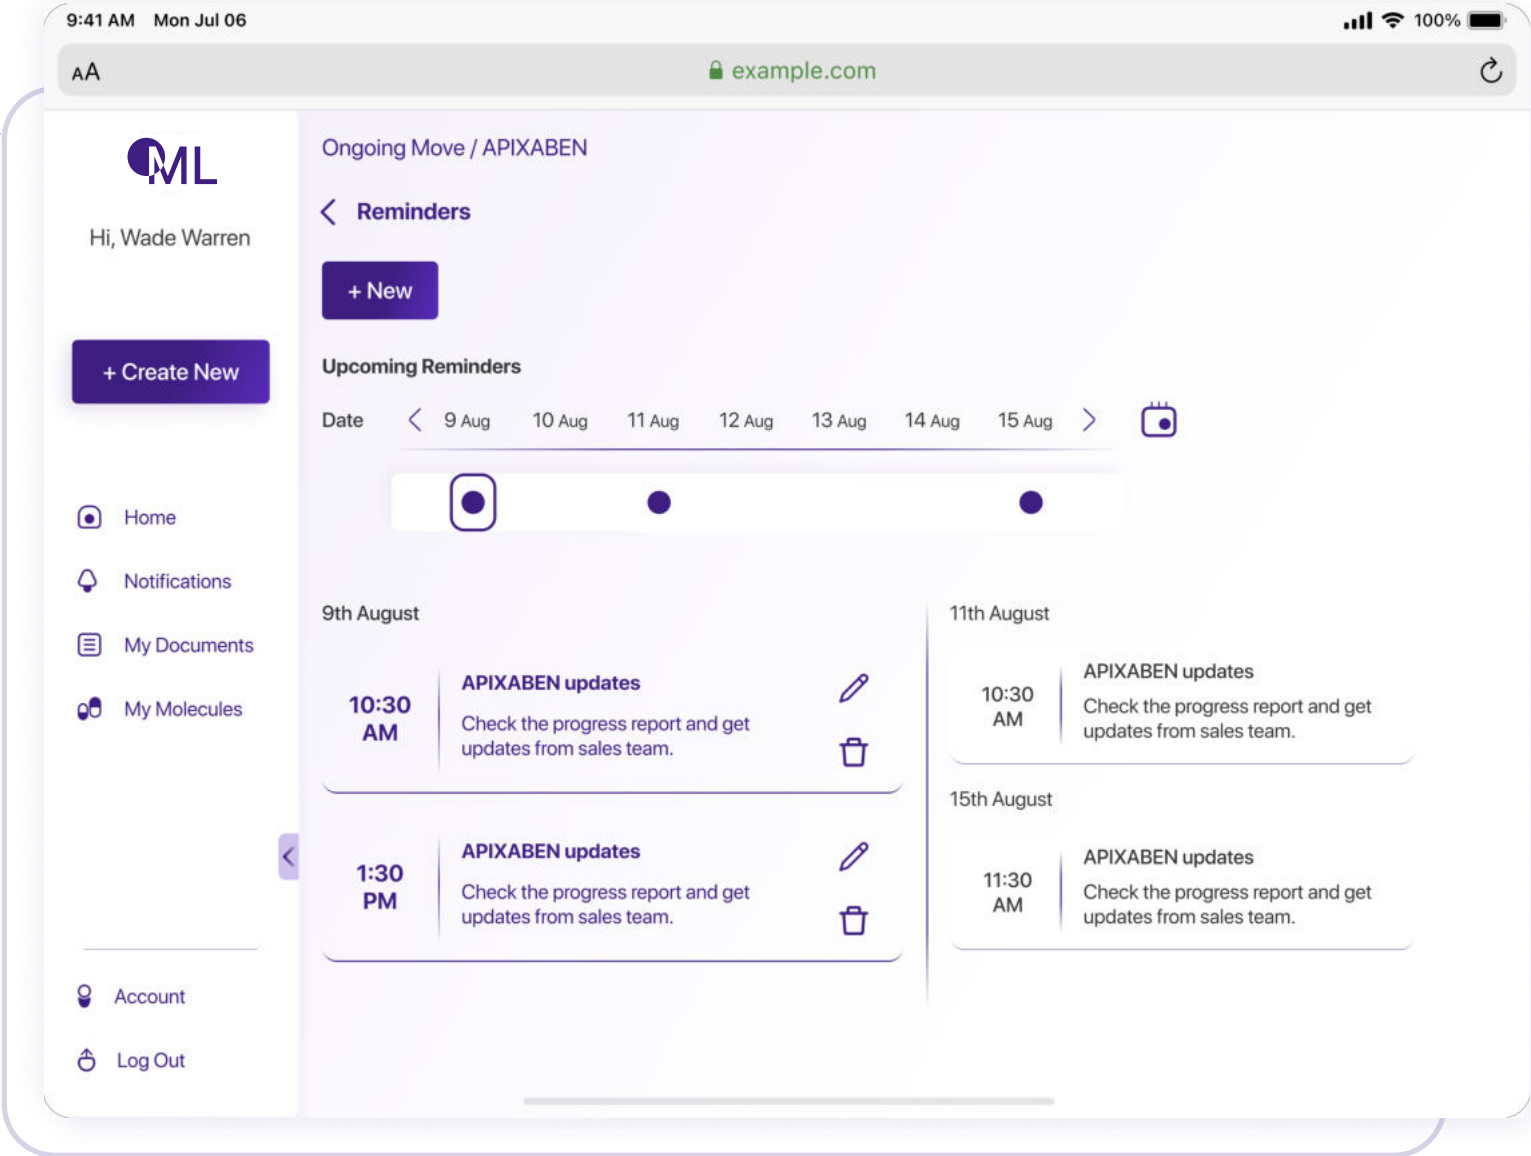 9:41 AM Mon Jul 06
100%
AA
example.com
ML
Hi, Wade Warren
+ Create New
Home
Notifications
My Documents
My Molecules
Account
Log Out
Ongoing Move / APIXABEN
Reminders
+ New
Upcoming Reminders
Date 9 Aug 10 Aug 11 Aug 12 Aug 13 Aug 14 Aug 15 Aug
9th August
10:30
AM
APIXABEN updates
Check the progress report and get
updates from sales team.
1:30
PM
APIXABEN updates
Check the progress report and get
updates from sales team.
11th August
10:30
AM
APIXABEN updates
Check the progress report and get
updates from sales team.
15th August
11:30
AM
APIXABEN updates
Check the progress report and get
updates from sales team.